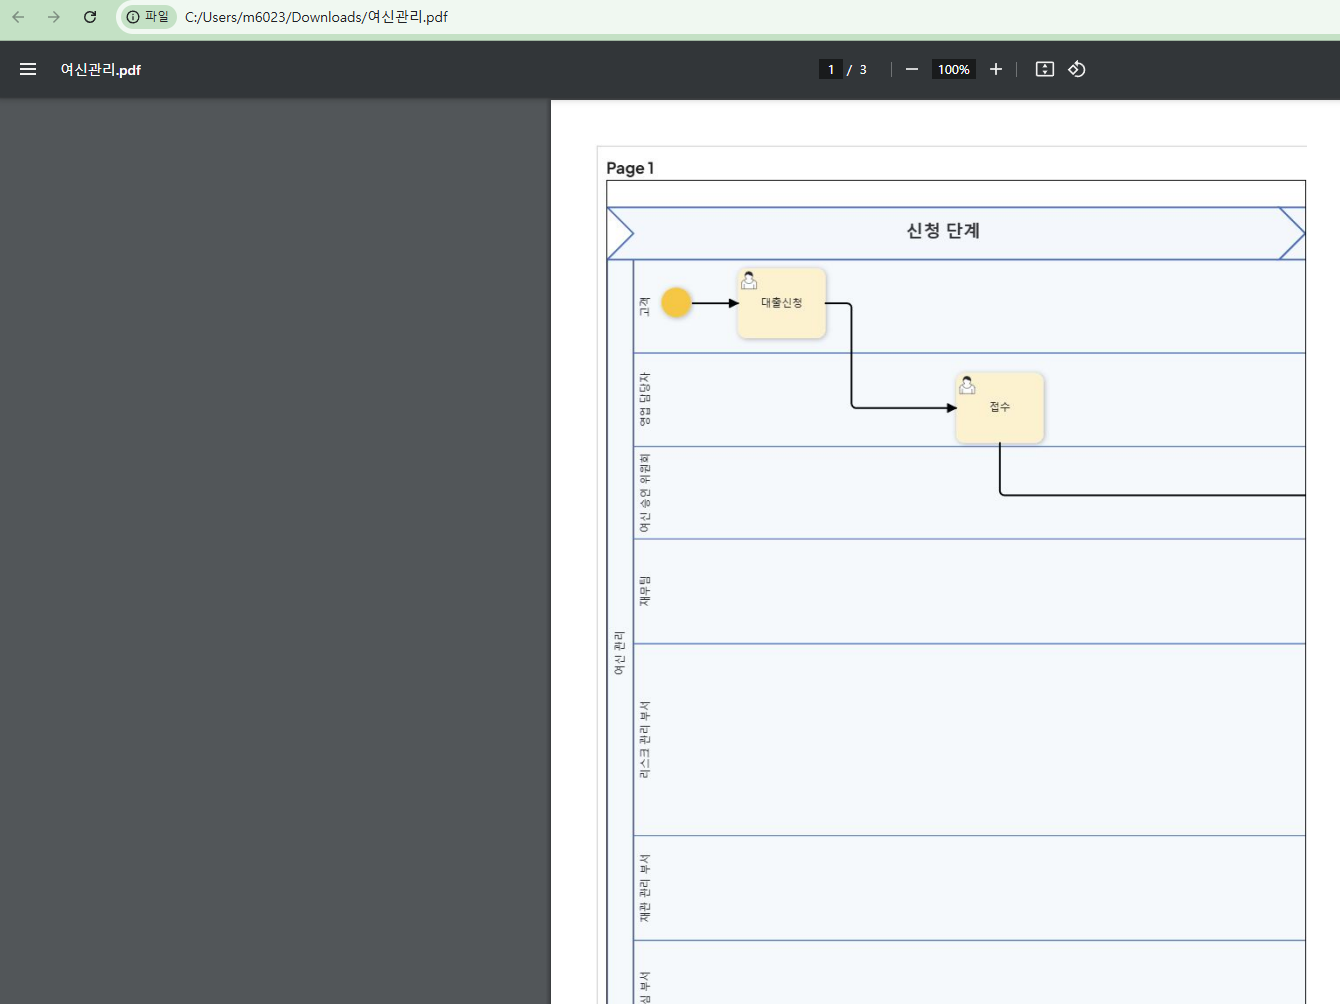 파일 C:/Users/m6023/Downloads/여신관리.pdf
여신관리.pdf 1 / 3 100%
Page 1
신청 단계
여신 관리
고객
대출신청
영업 담당자
접수
여신 승인 위원회
재무팀
리스크 관리 부서
재관 관리 부서
심 부서